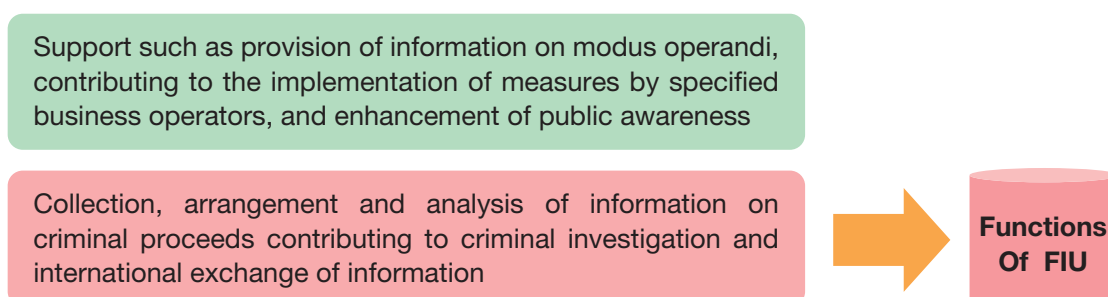 Support such as provision of information on modus operandi,
contributing to the implementation of measures by specified
business operators, and enhancement of public awareness
Collection, arrangement and analysis of information on
criminal proceeds contributing to criminal investigation and
international exchange of information
Functions
Of FIU